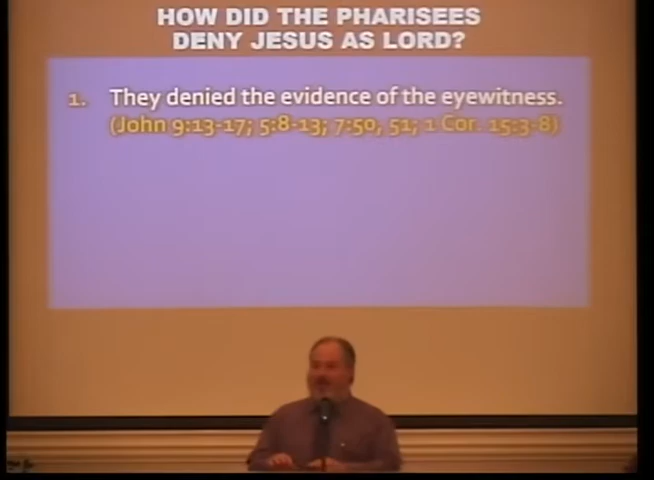 HOW DID THE PHARISEES
DENY JESUS AS LORD?
1. They denied the evidence of the eyewitness.
(John 9:13-17; 5:8-13; 7:50, 51; 1 Cor. 15:3-8)